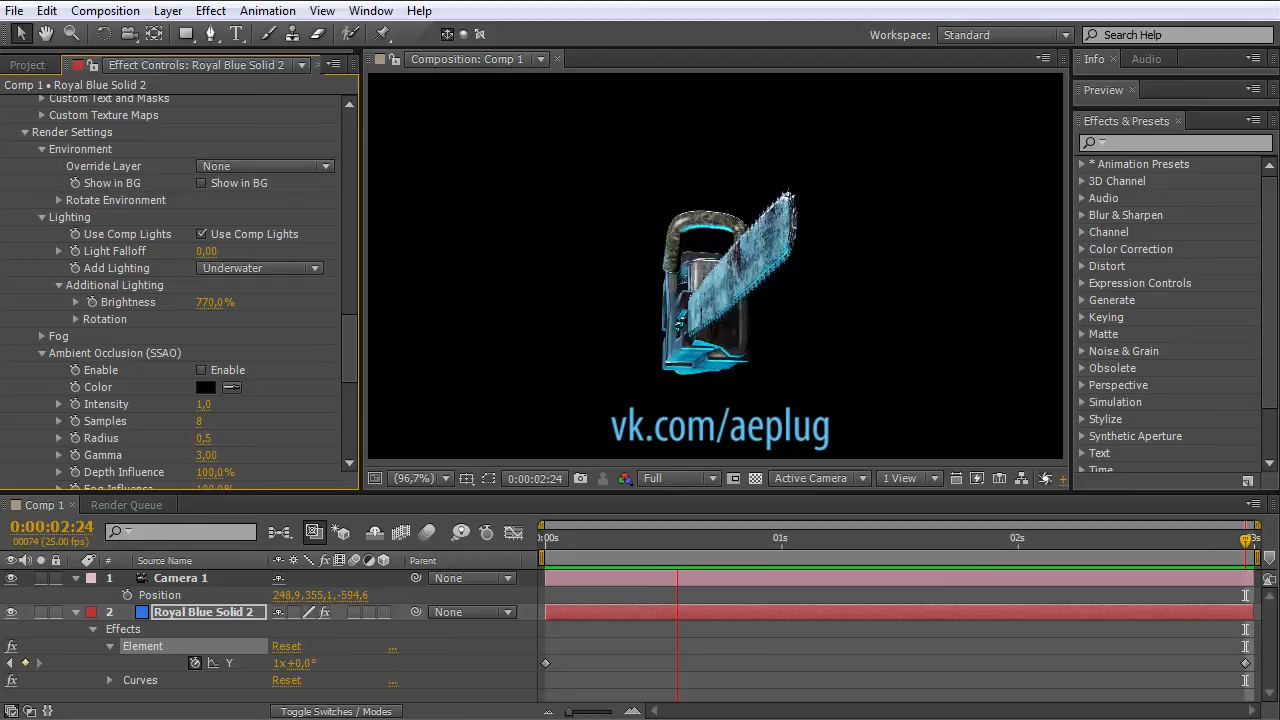 File Edit Composition Layer Effect Animation View Window Help
Workspace: Standard Search Help
Project Effect Controls: Royal Blue Solid 2
Composition: Comp 1
Info Audio
Comp 1 • Royal Blue Solid 2
Custom Text and Masks
Custom Texture Maps
Render Settings
Environment
Override Layer None
Show in BG Show in BG
Rotate Environment
Lighting
Use Comp Lights Use Comp Lights
Light Falloff 0,00
Add Lighting Underwater
Additional Lighting
Brightness 770,0%
Rotation
Fog
Ambient Occlusion (SSAO)
Enable Enable
Color
Intensity 1,0
Samples 8
Radius 0,5
Gamma 3,00
Depth Influence 100,0%
Fog Influence 100,0%
vk.com/aeplug
(96,7%) 0:00:02:24 Full Active Camera 1 View
Preview
Effects & Presets
* Animation Presets
3D Channel
Audio
Blur & Sharpen
Channel
Color Correction
Distort
Expression Controls
Generate
Keying
Matte
Noise & Grain
Obsolete
Perspective
Simulation
Stylize
Synthetic Aperture
Text
Time
Comp 1 Render Queue
0:00:02:24
00074 (25.00 fps)
:00s 01s 02s 03s
# Source Name Parent
1 Camera 1 None
Position 248,9,355,1,-594,6
2 Royal Blue Solid 2 None
Effects
Element Reset ...
Y 1x+0,0°
Curves Reset ...
Toggle Switches / Modes